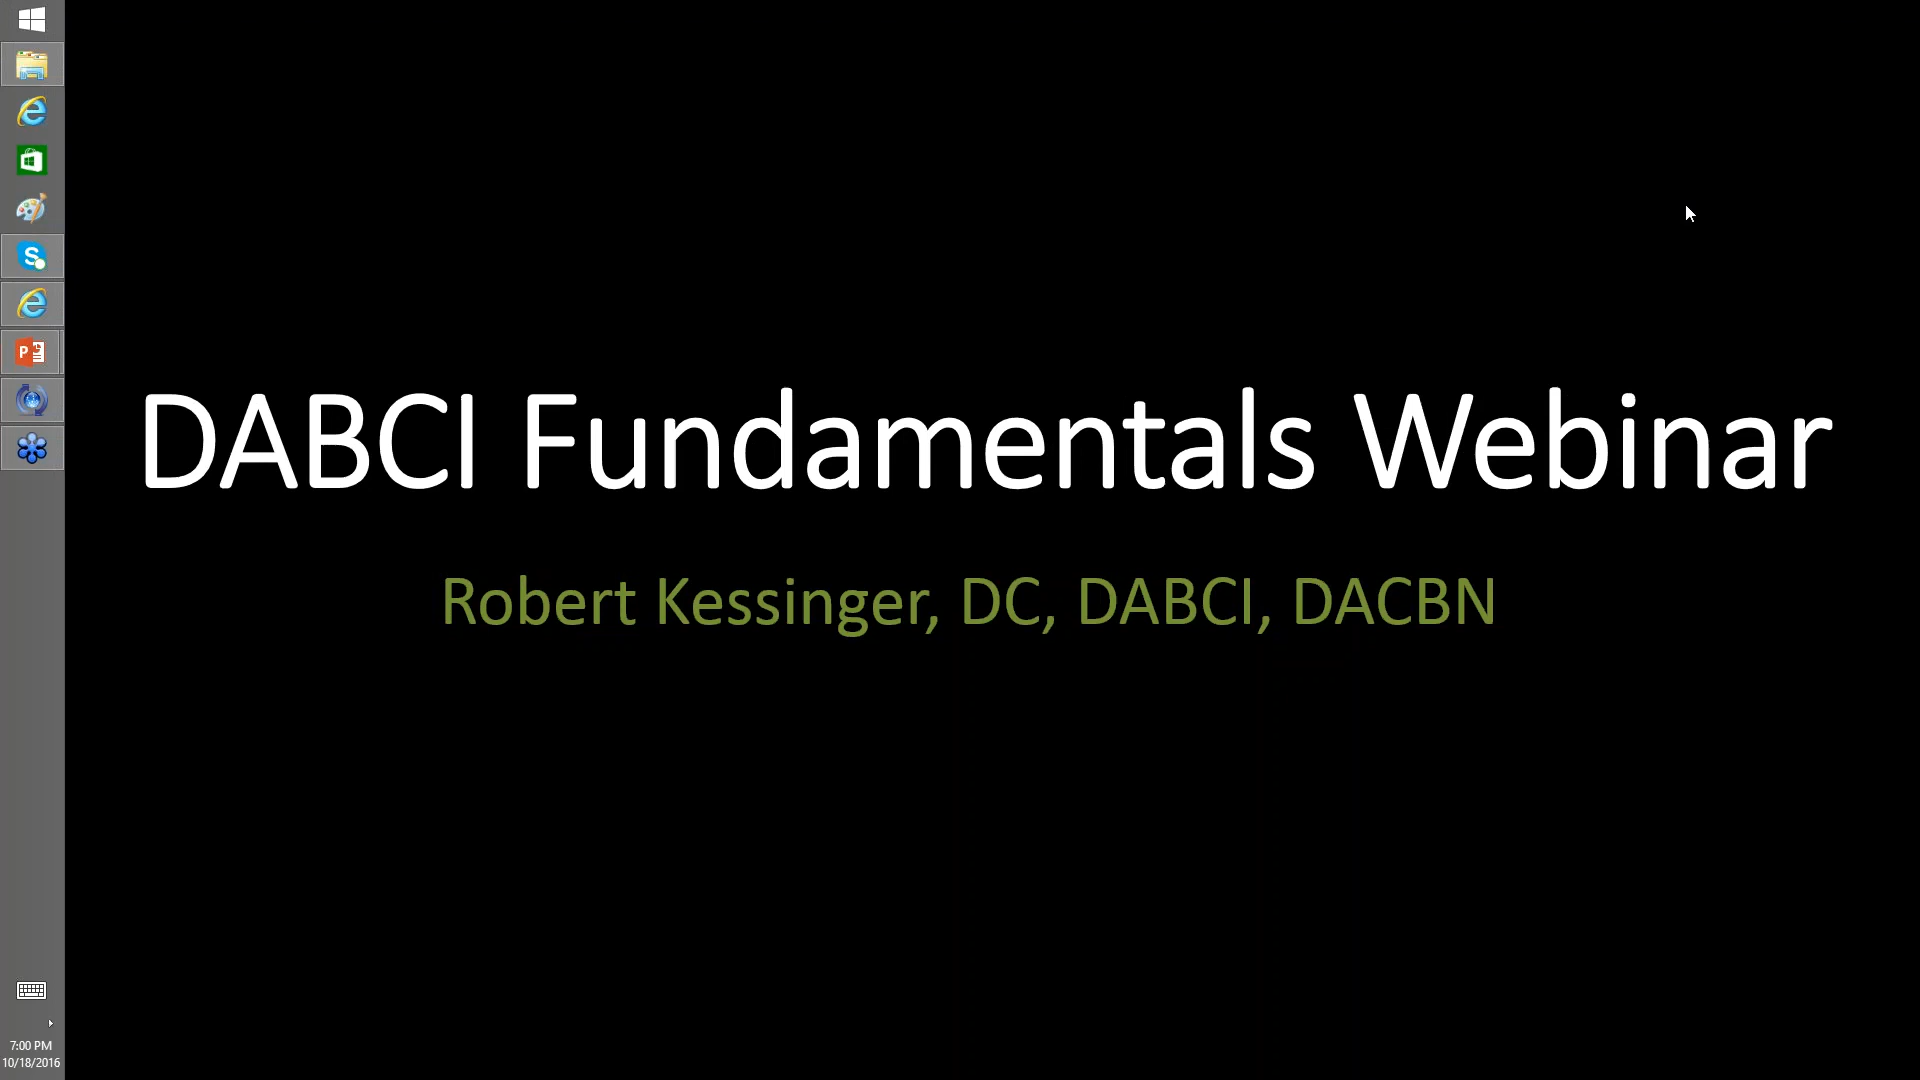 DABCI Fundamentals Webinar
Robert Kessinger, DC, DABCI, DACBN
7:00 PM
10/18/2016